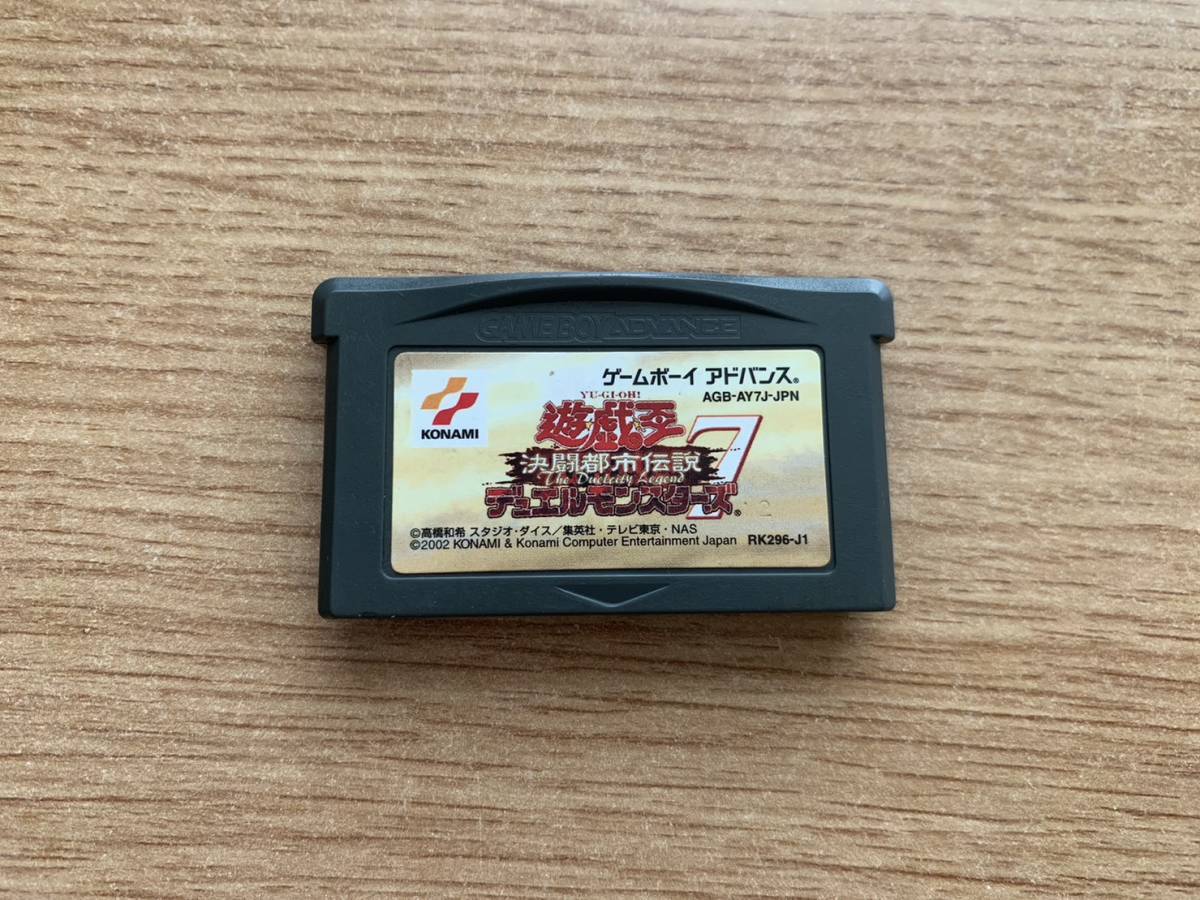 GAME BOY ADVANCE
ゲームボーイ アドバンス®
AGB-AY7J-JPN
KONAMI
YU-GI-OH!
遊☆戯☆王
7
決闘都市伝説
The Duelcity Legend
デュエルモンスターズ®
©高橋和希 スタジオ・ダイス/集英社・テレビ東京・NAS
©2002 KONAMI & Konami Computer Entertainment Japan RK296-J1